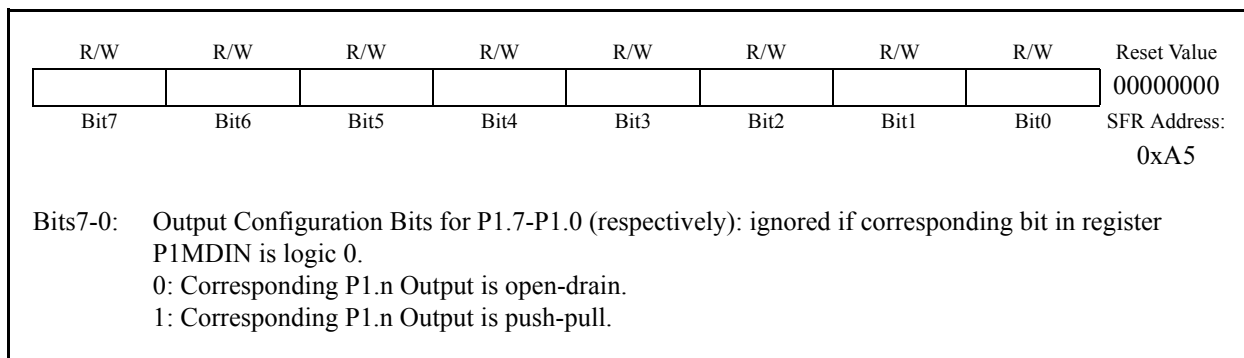 R/W R/W R/W R/W R/W R/W R/W R/W Reset Value
00000000
Bit7 Bit6 Bit5 Bit4 Bit3 Bit2 Bit1 Bit0 SFR Address:
0xA5
Bits7-0: Output Configuration Bits for P1.7-P1.0 (respectively): ignored if corresponding bit in register
P1MDIN is logic 0.
0: Corresponding P1.n Output is open-drain.
1: Corresponding P1.n Output is push-pull.